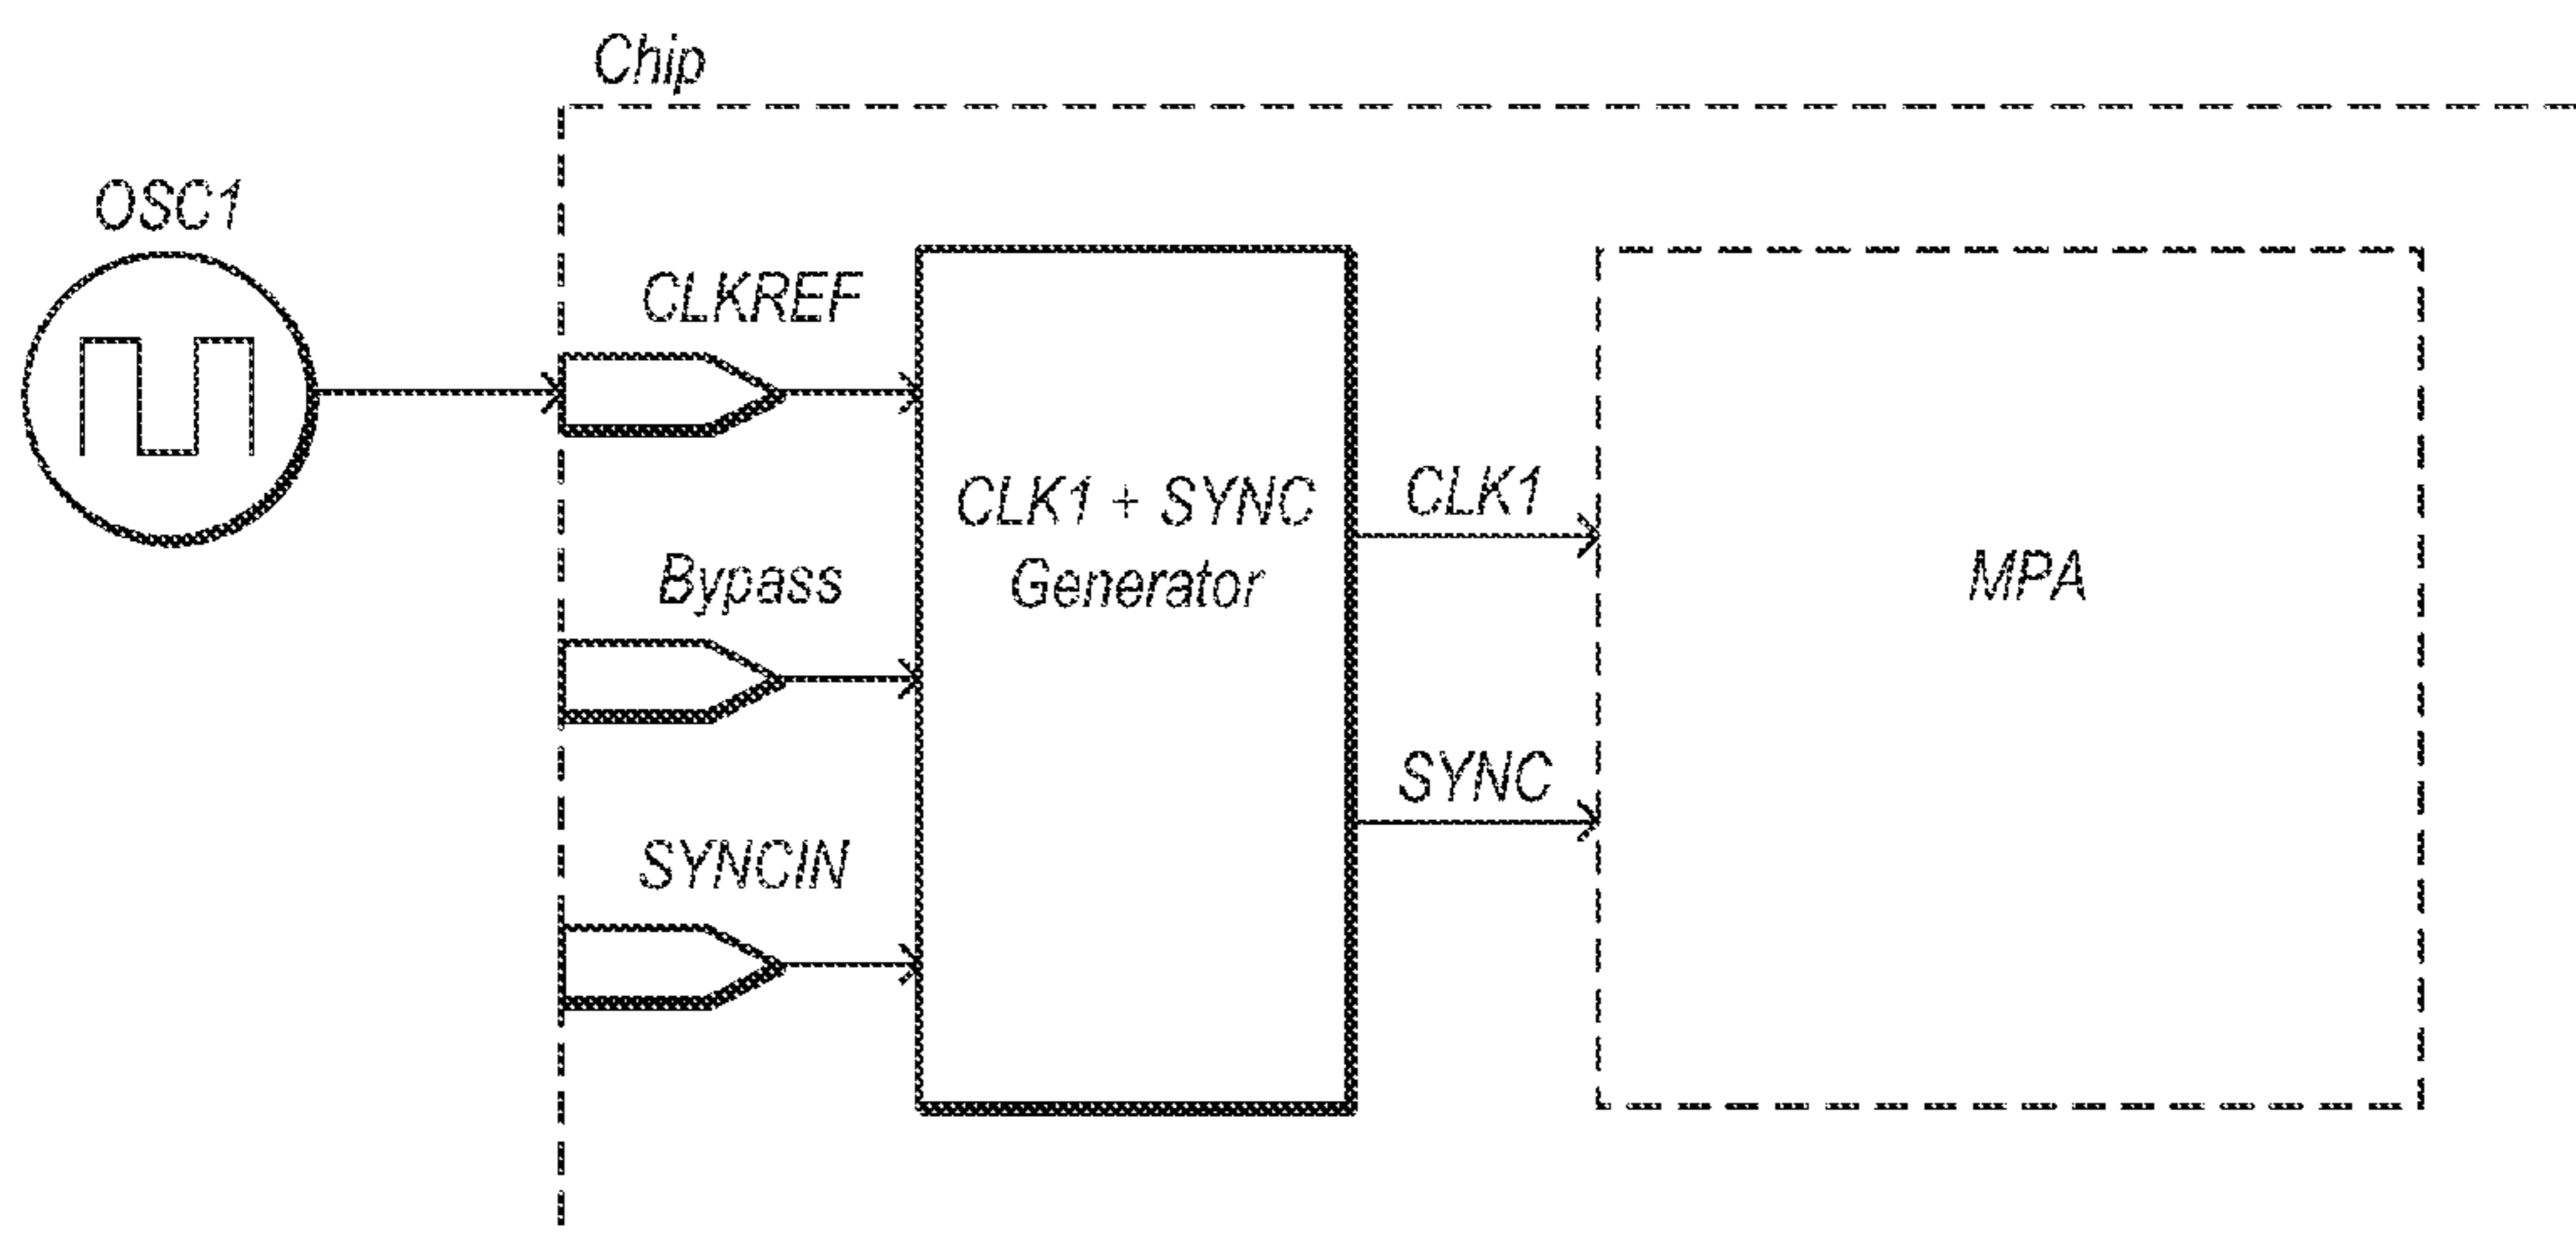 Chip
OSC1
CLKREF
CLK1 + SYNC
Generator
CLK1
Bypass
MPA
SYNC
SYNCIN